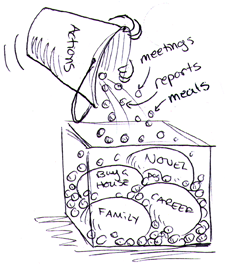 ACTIONS
meetings
reports
meals
NOVEL
BUY
HOUSE
CAREER
FAMILY